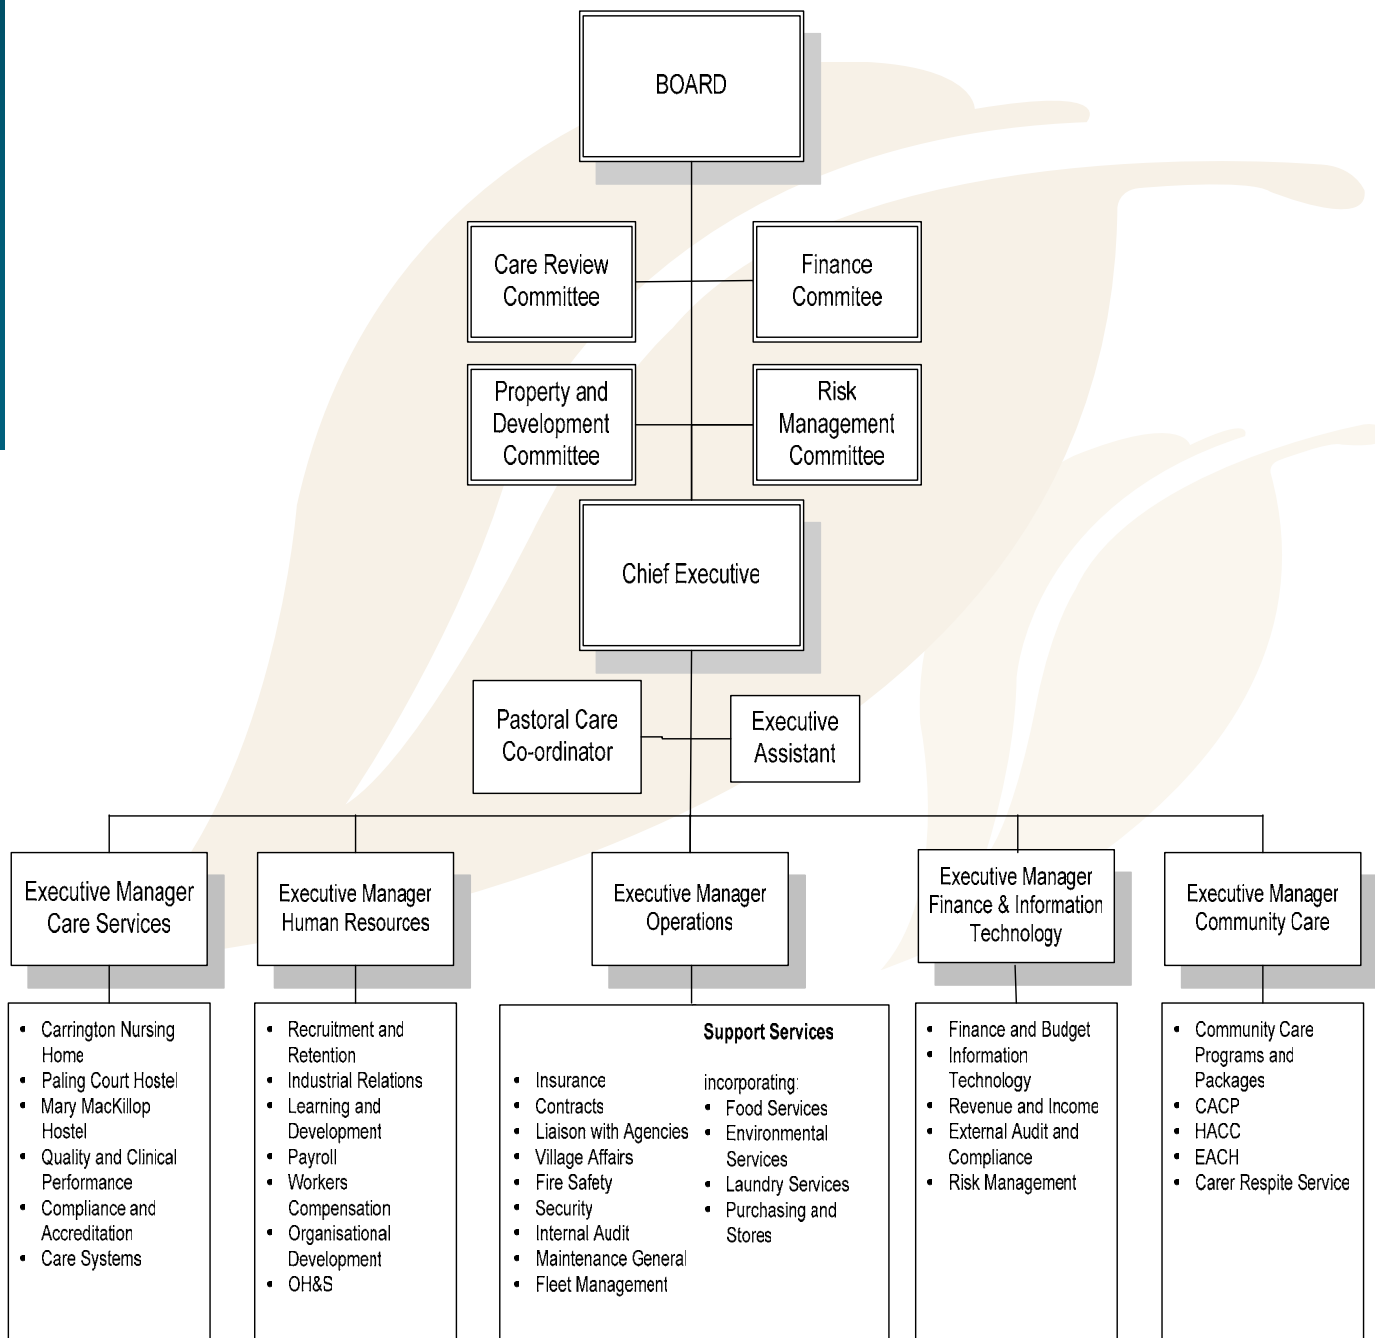 BOARD
Care Review
Committee
Finance
Commitee
Property and
Development
Committee
Risk
Management
Committee
Chief Executive
Pastoral Care
Co-ordinator
Executive
Assistant
Executive Manager
Care Services
Executive Manager
Human Resources
Executive Manager
Operations
Executive Manager
Finance & Information
Technology
Executive Manager
Community Care
▪ Carrington Nursing
Home
▪ Paling Court Hostel
▪ Mary MacKillop
Hostel
▪ Quality and Clinical
Performance
▪ Compliance and
Accreditation
▪ Care Systems
▪ Recruitment and
Retention
▪ Industrial Relations
▪ Learning and
Development
▪ Payroll
▪ Workers
Compensation
▪ Organisational
Development
▪ OH&S
▪ Insurance
▪ Contracts
▪ Liaison with Agencies
▪ Village Affairs
▪ Fire Safety
▪ Security
▪ Internal Audit
▪ Maintenance General
▪ Fleet Management
Support Services
incorporating:
▪ Food Services
▪ Environmental
Services
▪ Laundry Services
▪ Purchasing and
Stores
▪ Finance and Budget
▪ Information
Technology
▪ Revenue and Income
▪ External Audit and
Compliance
▪ Risk Management
▪ Community Care
Programs and
Packages
▪ CACP
▪ HACC
▪ EACH
▪ Carer Respite Service